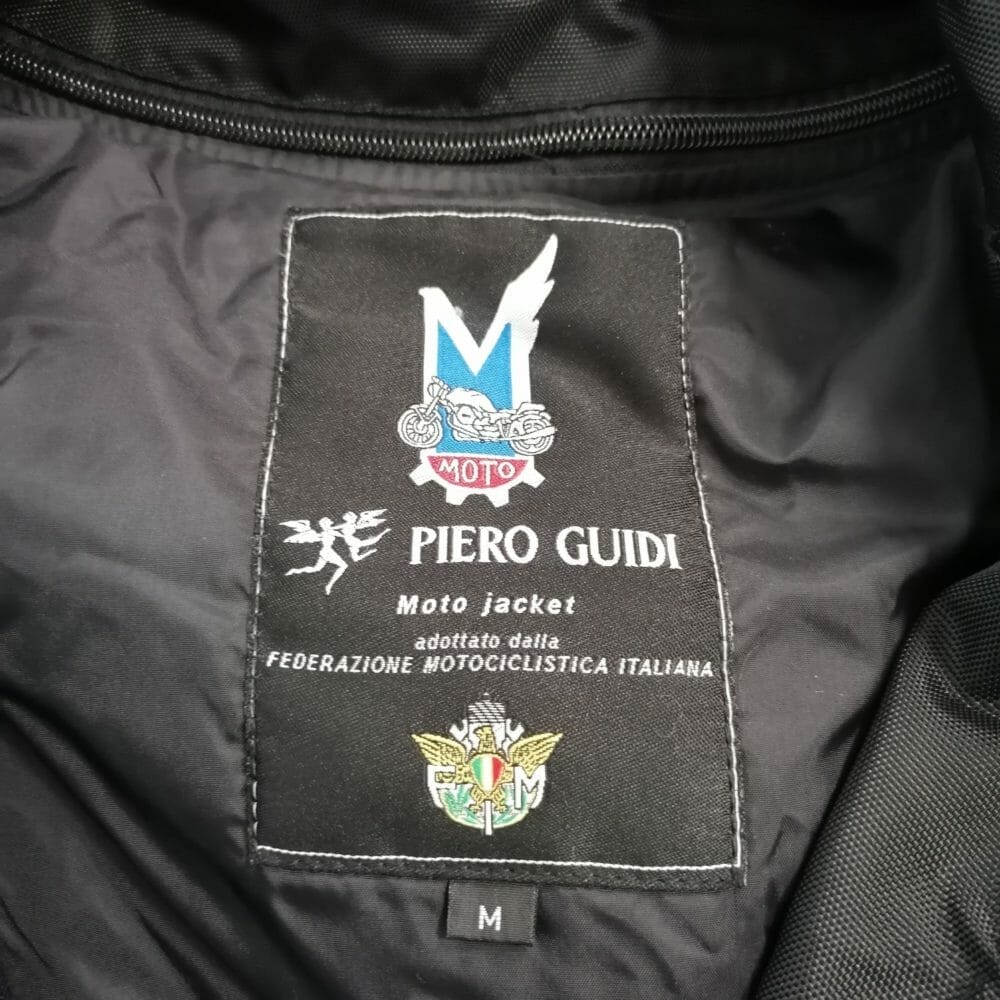 M
MOTO
PIERO GUIDI
Moto jacket
adottato dalla
FEDERAZIONE MOTOCICLISTICA ITALIANA
F M
I
M